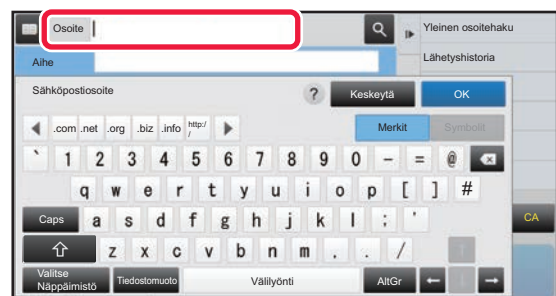 Osoite
Yleinen osoitehaku
Aihe
Lähetyshistoria
Sähköpostiosoite ? Keskeytä OK
.com .net .org .biz .info http:/
/
Merkit Symbolit
` 1 2 3 4 5 6 7 8 9 0 - = @
q w e r t y u i o p [ ] #
Caps a s d f g h j k l ; '
CA
z x c v b n m , . /
Valitse
Näppäimistö Tiedostomuoto Välilyönti AltGr